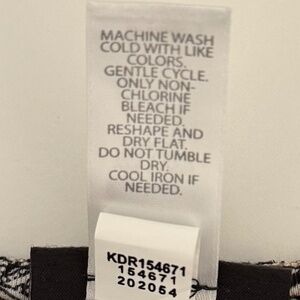 MACHINE WASH
COLD WITH LIKE
COLORS.
GENTLE CYCLE.
ONLY NON-
CHLORINE
BLEACH IF
NEEDED.
RESHAPE AND
DRY FLAT.
DO NOT TUMBLE
DRY.
COOL IRON IF
NEEDED.
KDR154671
154671
202054